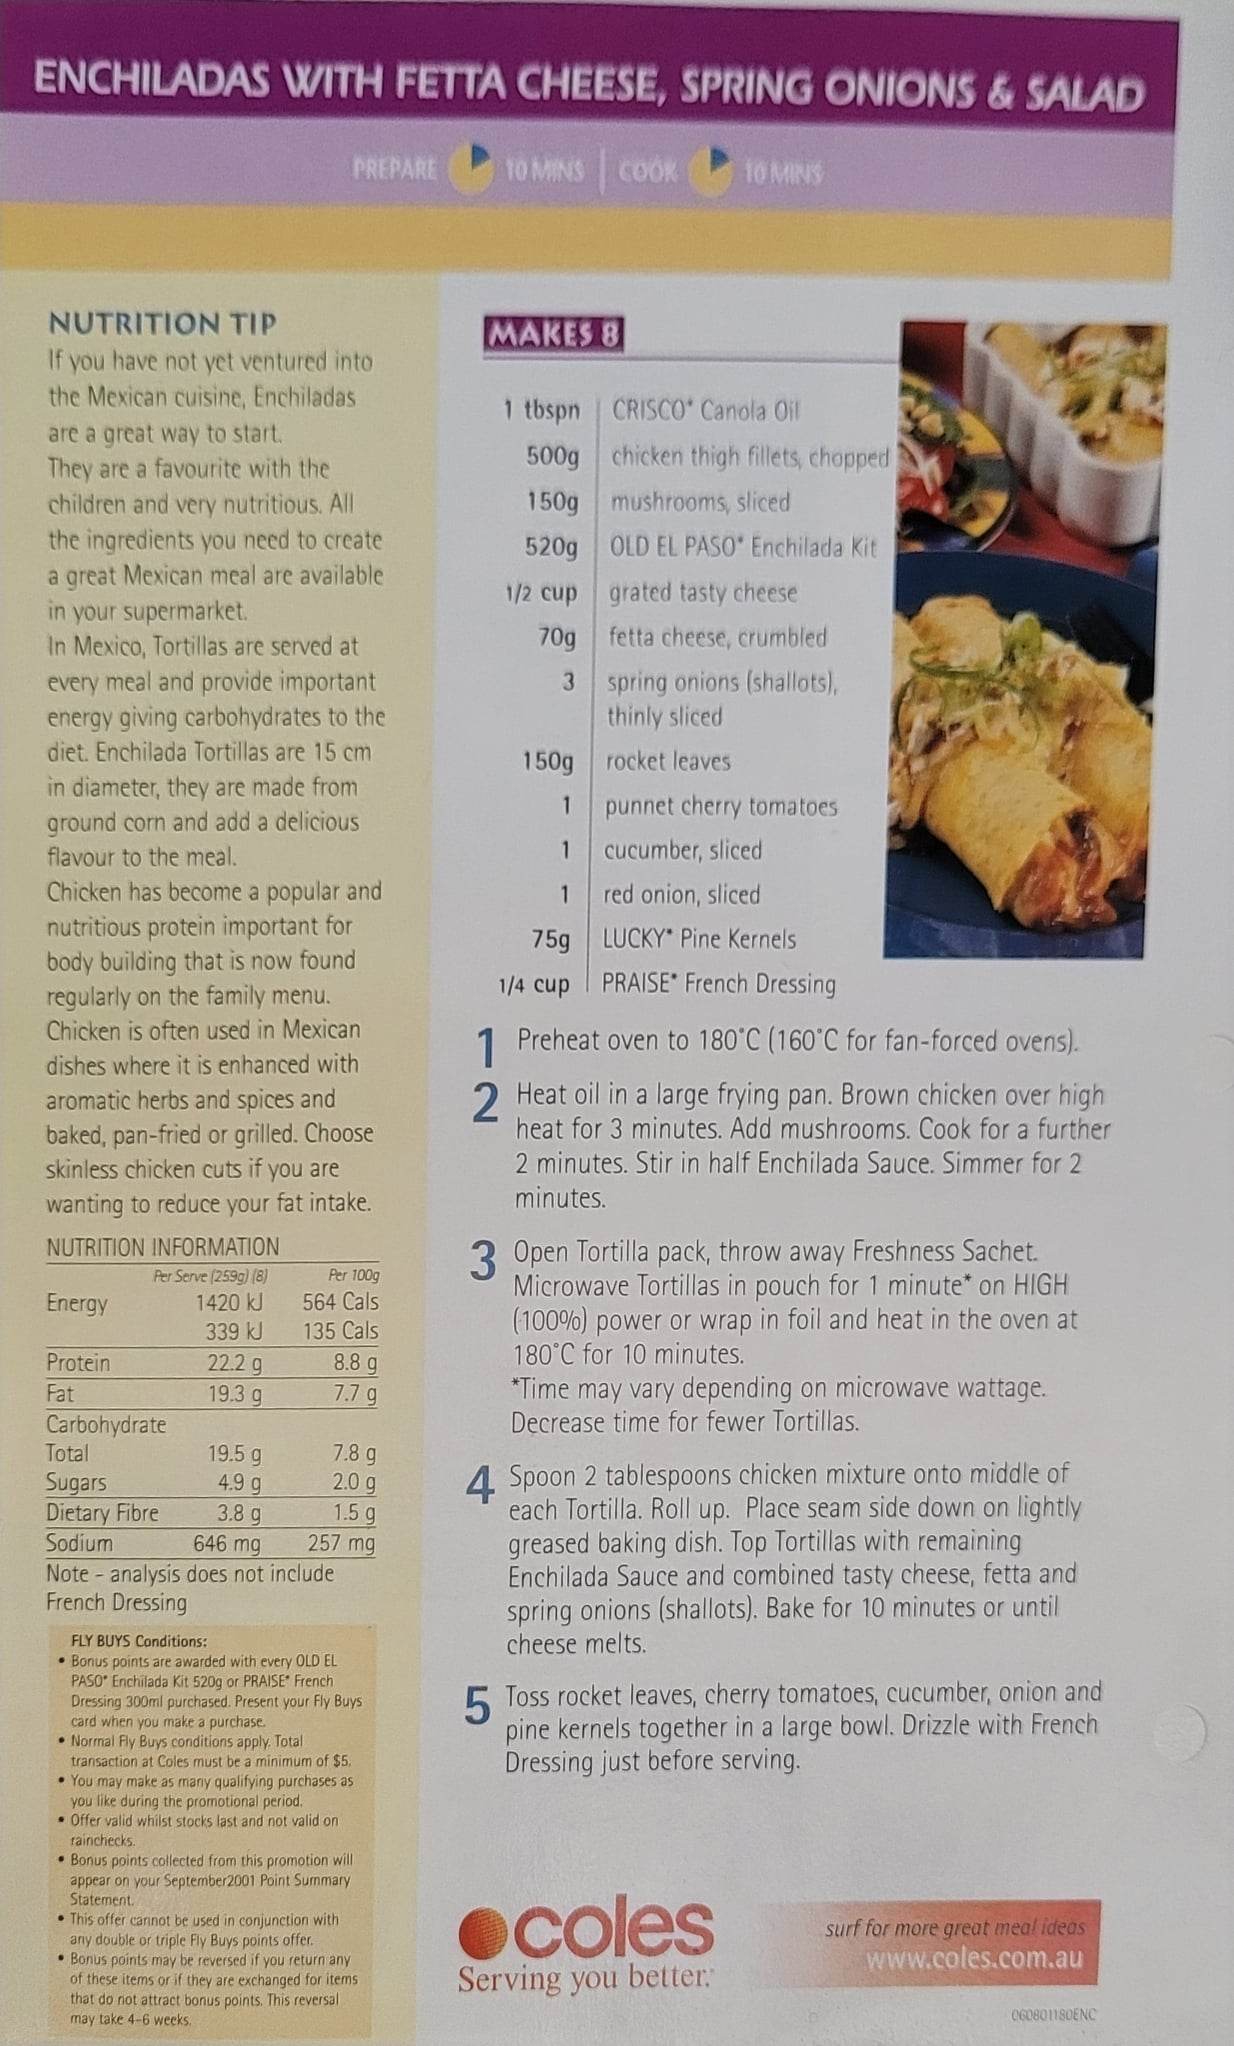 ENCHILADAS WITH FETTA CHEESE, SPRING ONIONS & SALAD
PREPARE 10 MINS | COOK 10 MINS
NUTRITION TIP
If you have not yet ventured into
the Mexican cuisine, Enchiladas
are a great way to start.
They are a favourite with the
children and very nutritious. All
the ingredients you need to create
a great Mexican meal are available
in your supermarket.
In Mexico, Tortillas are served at
every meal and provide important
energy giving carbohydrates to the
diet. Enchilada Tortillas are 15 cm
in diameter, they are made from
ground corn and add a delicious
flavour to the meal.
Chicken has become a popular and
nutritious protein important for
body building that is now found
regularly on the family menu.
Chicken is often used in Mexican
dishes where it is enhanced with
aromatic herbs and spices and
baked, pan-fried or grilled. Choose
skinless chicken cuts if you are
wanting to reduce your fat intake.
NUTRITION INFORMATION
Per Serve (259g) (8) Per 100g
Energy 1420 kJ 564 Cals
339 kJ 135 Cals
Protein 22.2 g 8.8 g
Fat 19.3 g 7.7 g
Carbohydrate
Total 19.5 g 7.8 g
Sugars 4.9 g 2.0 g
Dietary Fibre 3.8 g 1.5 g
Sodium 646 mg 257 mg
Note - analysis does not include
French Dressing
FLY BUYS Conditions:
• Bonus points are awarded with every OLD EL
PASO* Enchilada Kit 520g or PRAISE* French
Dressing 300ml purchased. Present your Fly Buys
card when you make a purchase.
• Normal Fly Buys conditions apply. Total
transaction at Coles must be a minimum of $5.
• You may make as many qualifying purchases as
you like during the promotional period.
• Offer valid whilst stocks last and not valid on
rainchecks.
• Bonus points collected from this promotion will
appear on your September2001 Point Summary
Statement.
• This offer cannot be used in conjunction with
any double or triple Fly Buys points offer.
• Bonus points may be reversed if you return any
of these items or if they are exchanged for items
that do not attract bonus points. This reversal
may take 4-6 weeks.
MAKES 8
1 tbspn CRISCO* Canola Oil
500g chicken thigh fillets, chopped
150g mushrooms, sliced
520g OLD EL PASO* Enchilada Kit
1/2 cup grated tasty cheese
70g fetta cheese, crumbled
3 spring onions (shallots),
thinly sliced
150g rocket leaves
1 punnet cherry tomatoes
1 cucumber, sliced
1 red onion, sliced
75g LUCKY* Pine Kernels
1/4 cup PRAISE* French Dressing
1 Preheat oven to 180°C (160°C for fan-forced ovens).
2 Heat oil in a large frying pan. Brown chicken over high
heat for 3 minutes. Add mushrooms. Cook for a further
2 minutes. Stir in half Enchilada Sauce. Simmer for 2
minutes.
3 Open Tortilla pack, throw away Freshness Sachet.
Microwave Tortillas in pouch for 1 minute* on HIGH
(100%) power or wrap in foil and heat in the oven at
180°C for 10 minutes.
*Time may vary depending on microwave wattage.
Decrease time for fewer Tortillas.
4 Spoon 2 tablespoons chicken mixture onto middle of
each Tortilla. Roll up. Place seam side down on lightly
greased baking dish. Top Tortillas with remaining
Enchilada Sauce and combined tasty cheese, fetta and
spring onions (shallots). Bake for 10 minutes or until
cheese melts.
5 Toss rocket leaves, cherry tomatoes, cucumber, onion and
pine kernels together in a large bowl. Drizzle with French
Dressing just before serving.
coles
Serving you better.
surf for more great meal ideas
www.coles.com.au
060801180ENC